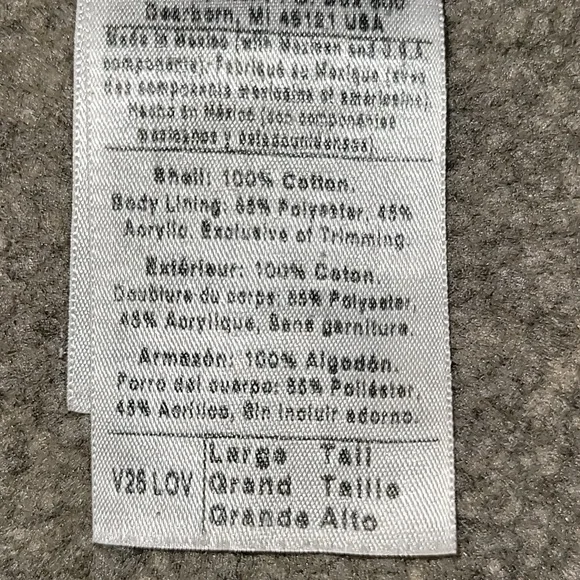 P.O. Box 600
Dearborn, MI 48121 USA
Made in Mexico (with Mexican and U.S.A.
components). Fabriqué au Mexique (avec
des composants mexicains et américains).
Hecho en México (con componentes
mexicanos y estadounidenses).
Shell: 100% Cotton.
Body Lining: 55% Polyester, 45%
Acrylic. Exclusive of Trimming.
Extérieur: 100% Coton.
Doublure du corps: 55% Polyester,
45% Acrylique, Sans garniture.
Armasón: 100% Algodón.
Forro del cuerpo: 55% Poliéster,
45% Acrílico, Sin incluir adorno.
V26 LOV
Large Tall
Grand Taille
Grande Alto